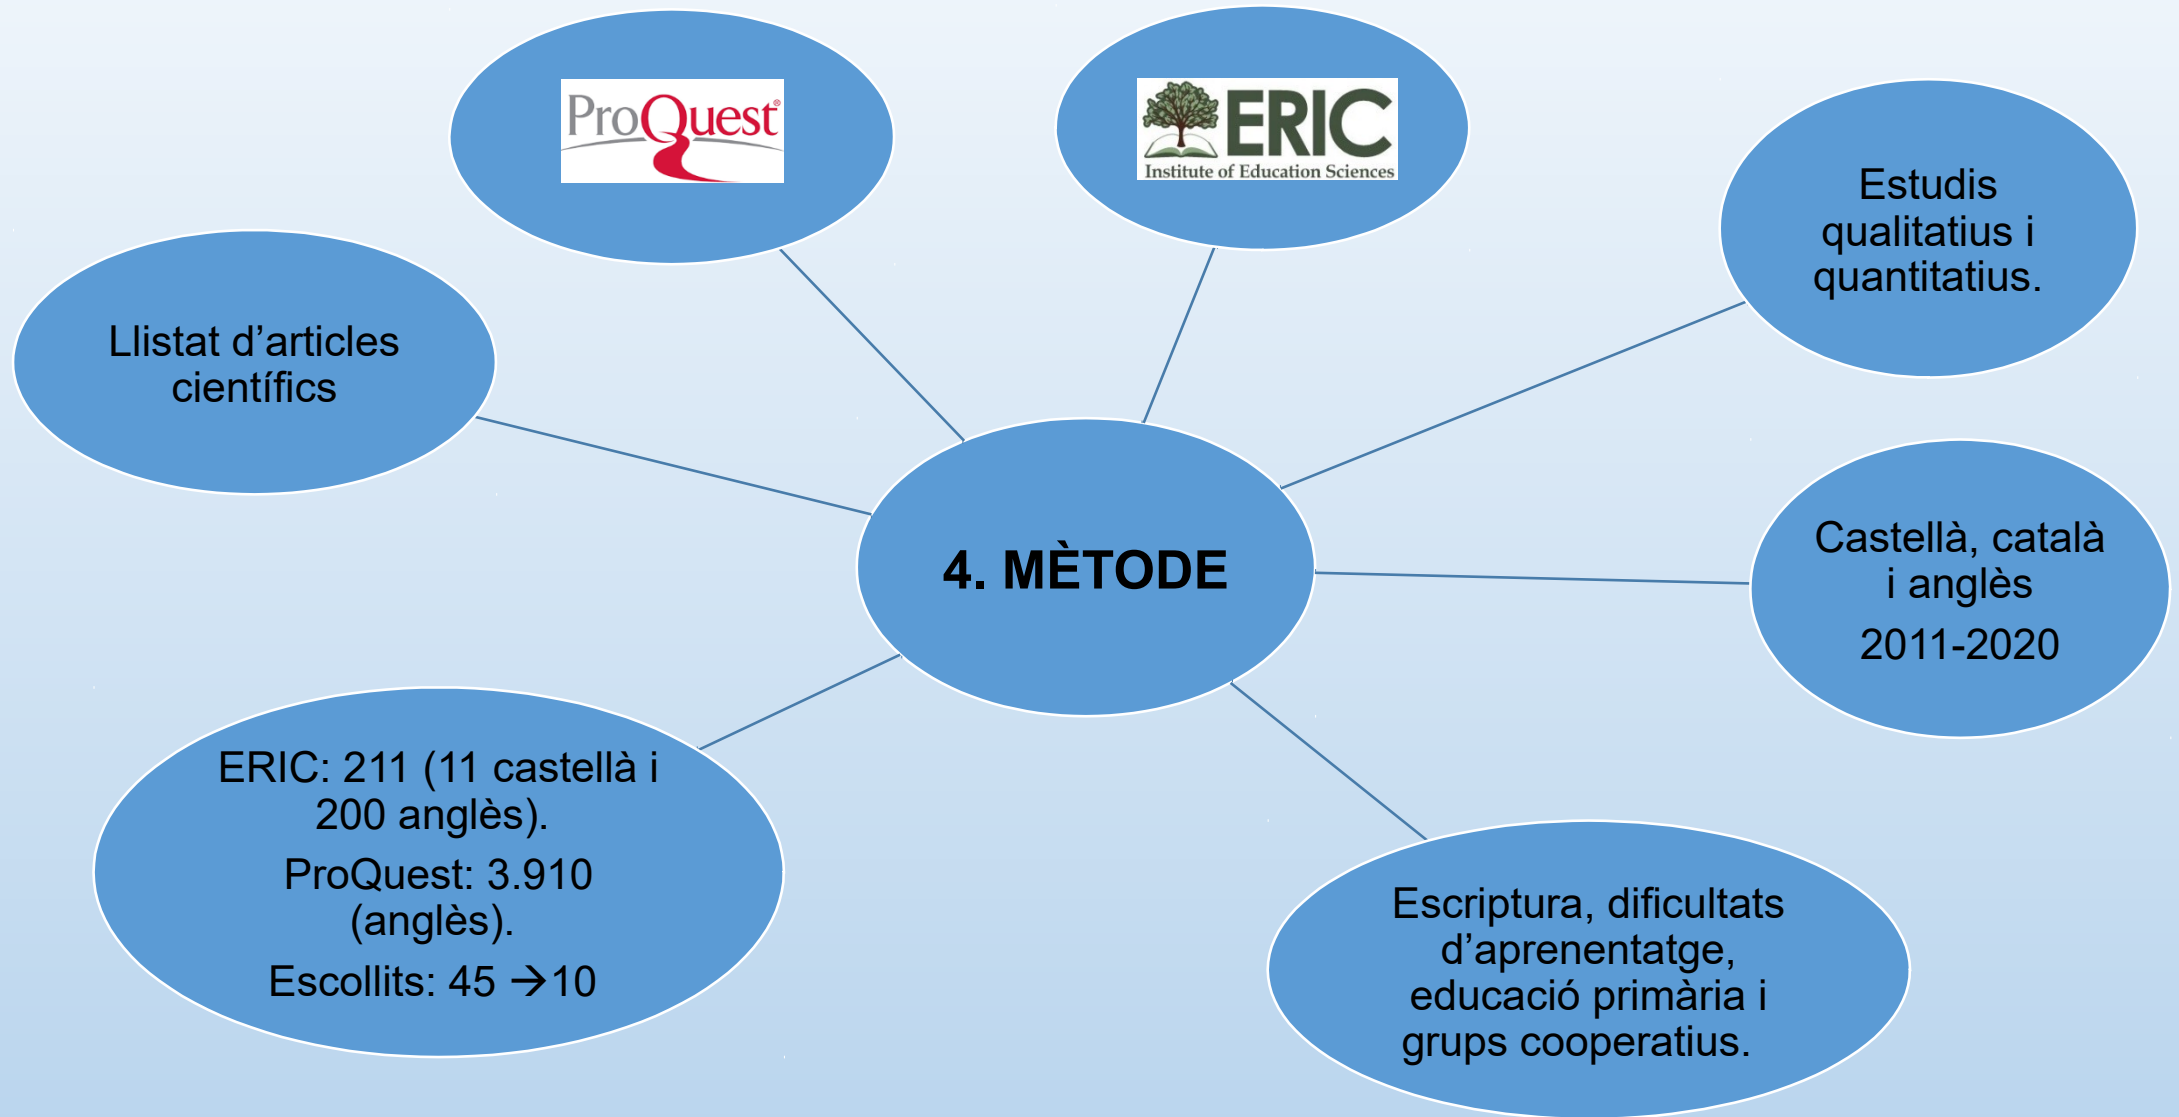 ProQuest®
ERIC
Institute of Education Sciences
Estudis
qualitatius i
quantitatius.
Llistat d’articles
científics
4. MÈTODE
Castellà, català
i anglès
2011-2020
ERIC: 211 (11 castellà i
200 anglès).
ProQuest: 3.910
(anglès).
Escollits: 45 →10
Escriptura, dificultats
d’aprenentatge,
educació primària i
grups cooperatius.